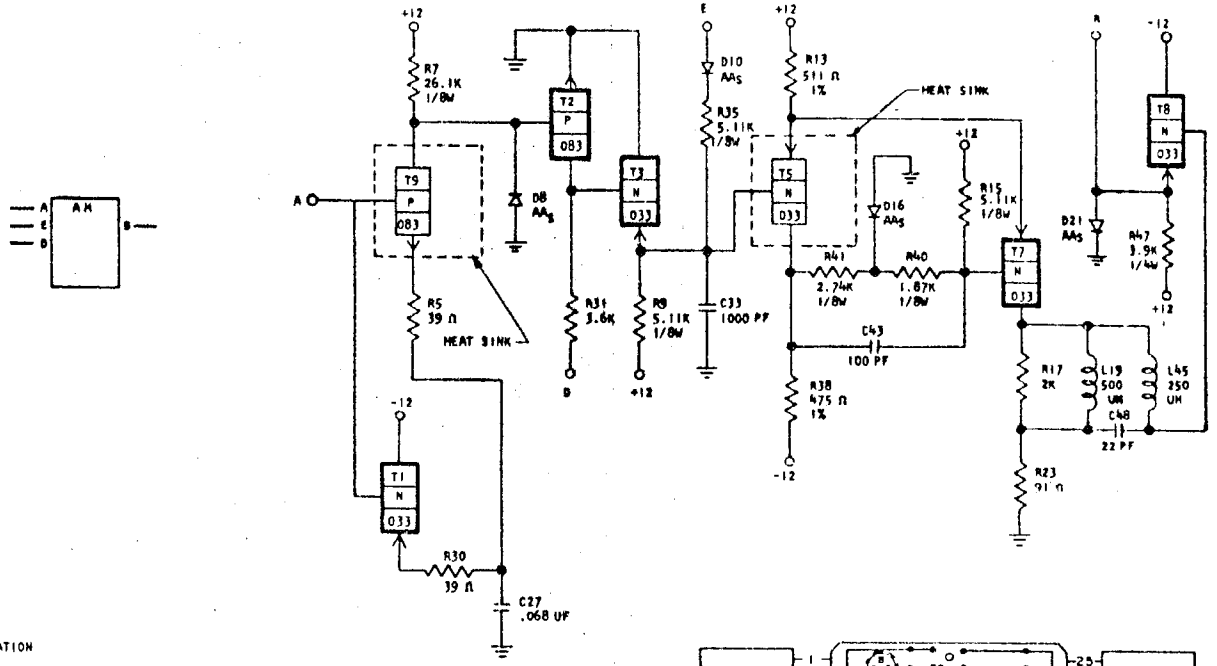 +12
R7
26.1K
1/8W
T2
P
083
T3
N
033
E
D10
AAs
R35
5.11K
1/8W
+12
R13
511 Ω
1%
HEAT SINK
R
-12
T8
N
033
A
E
D
AM
B
A
T9
P
083
D8
AAs
T5
N
033
D16
AAs
+12
R15
5.11K
1/8W
D21
AAs
R47
3.9K
1/4W
+12
T7
N
033
R41
2.74K
1/8W
R40
1.87K
1/8W
R5
39 Ω
HEAT SINK
R31
3.6K
D
R9
5.11K
1/8W
+12
C33
1000 PF
C43
100 PF
R38
475 Ω
1%
-12
R17
2K
L19
500
UH
L45
250
UH
C48
22 PF
R23
91 Ω
-12
T1
N
033
R30
39 Ω
C27
.068 UF
ATION
1
25